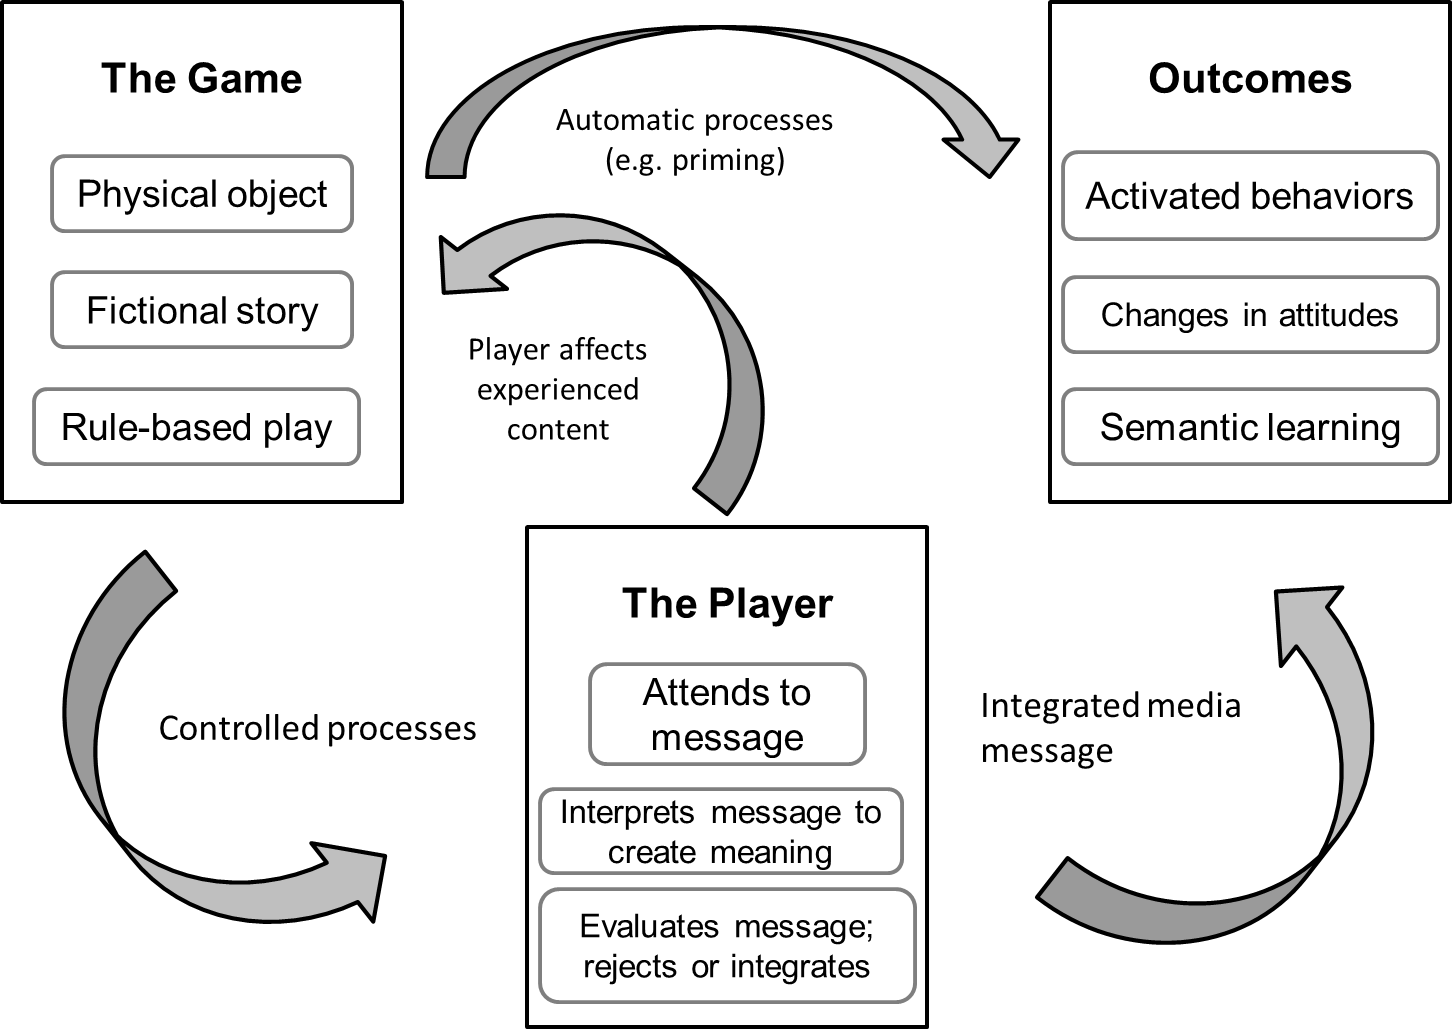 The Game
Physical object
Fictional story
Rule-based play
Automatic processes
(e.g. priming)
Player affects
experienced
content
Outcomes
Activated behaviors
Changes in attitudes
Semantic learning
Controlled processes
The Player
Attends to
message
Interprets message to
create meaning
Evaluates message;
rejects or integrates
Integrated media
message